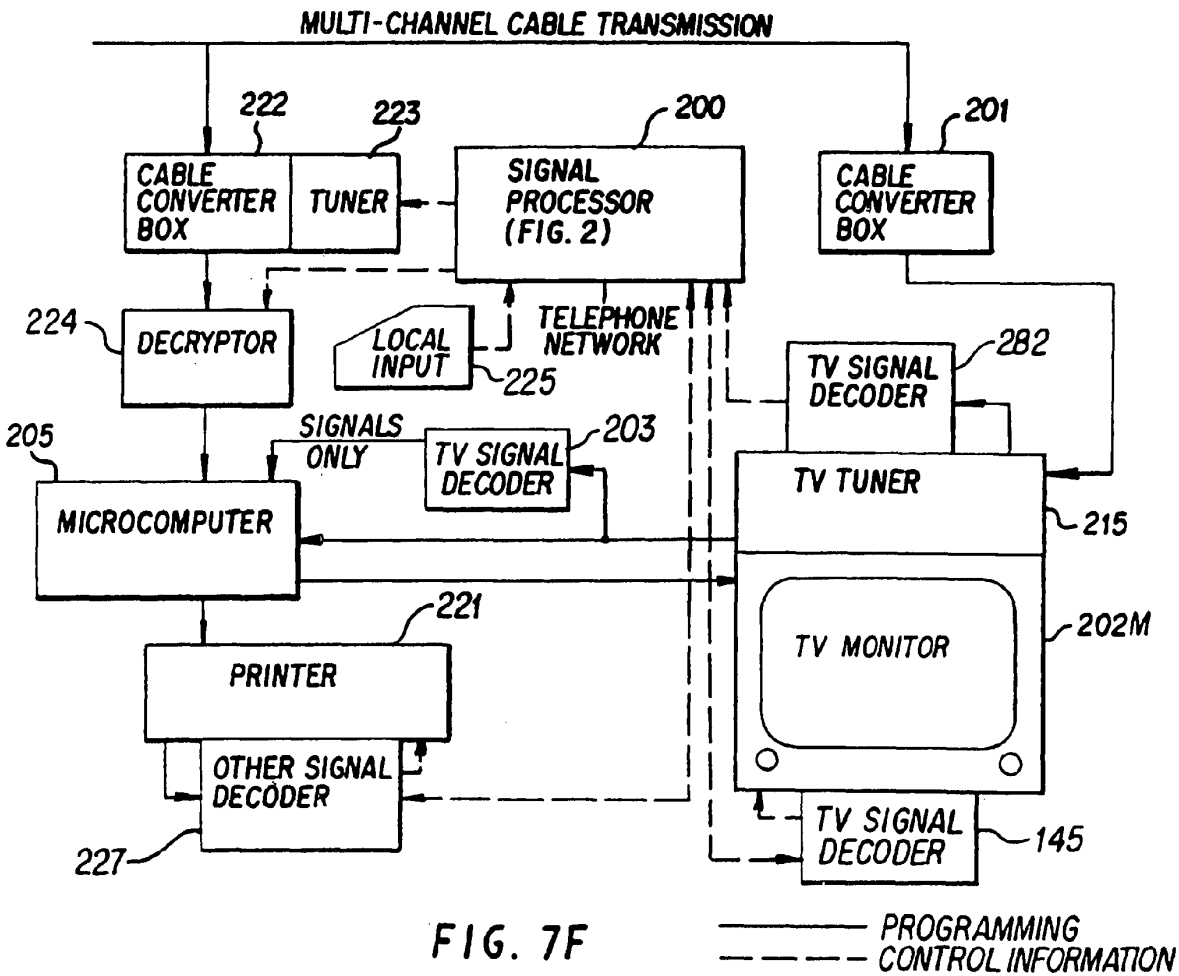 MULTI-CHANNEL CABLE TRANSMISSION
222
223
200
201
CABLE
CONVERTER
BOX
TUNER
SIGNAL
PROCESSOR
(FIG. 2)
CABLE
CONVERTER
BOX
224
DECRYPTOR
LOCAL
INPUT
225
TELEPHONE
NETWORK
282
TV SIGNAL
DECODER
205
SIGNALS
ONLY
203
TV SIGNAL
DECODER
TV TUNER
215
MICROCOMPUTER
221
PRINTER
202M
TV MONITOR
OTHER SIGNAL
DECODER
227
TV SIGNAL
DECODER
145
FIG. 7F
PROGRAMMING
CONTROL INFORMATION